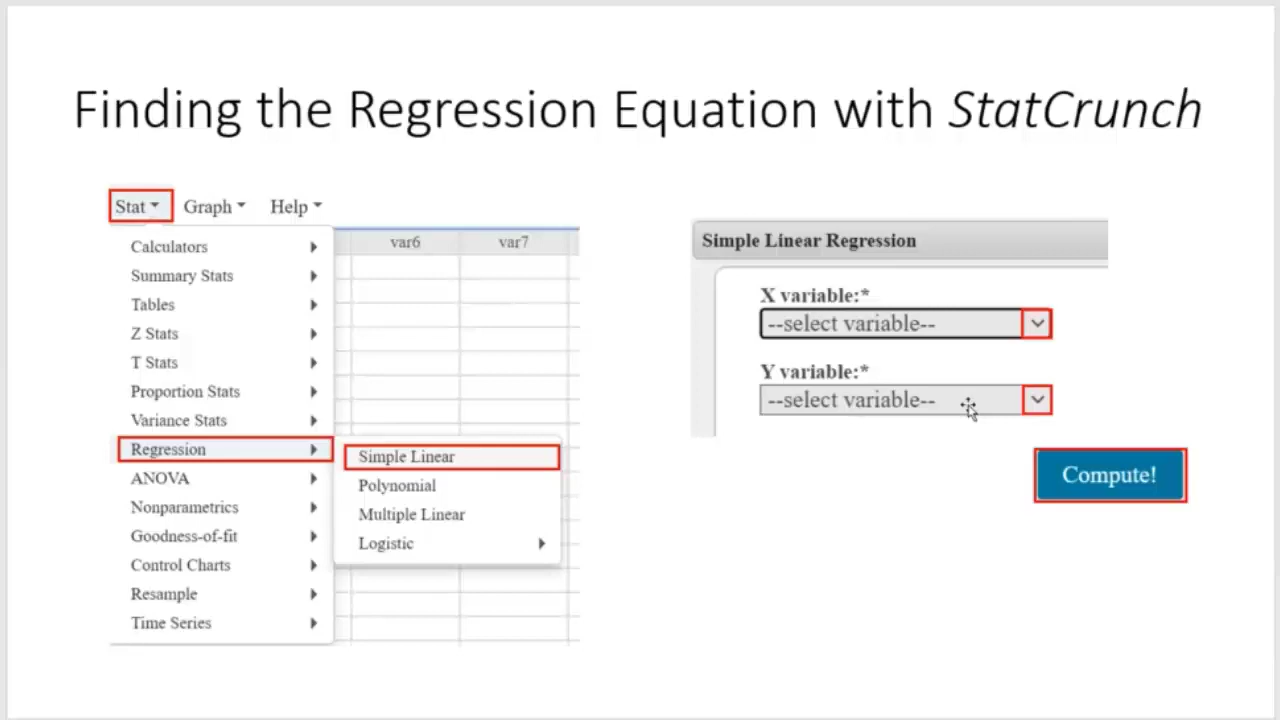 Finding the Regression Equation with StatCrunch
Stat Graph Help
var6 var7
Calculators
Summary Stats
Tables
Z Stats
T Stats
Proportion Stats
Variance Stats
Regression
ANOVA
Nonparametrics
Goodness-of-fit
Control Charts
Resample
Time Series
Simple Linear
Polynomial
Multiple Linear
Logistic
Simple Linear Regression
X variable:*
--select variable--
Y variable:*
--select variable--
Compute!